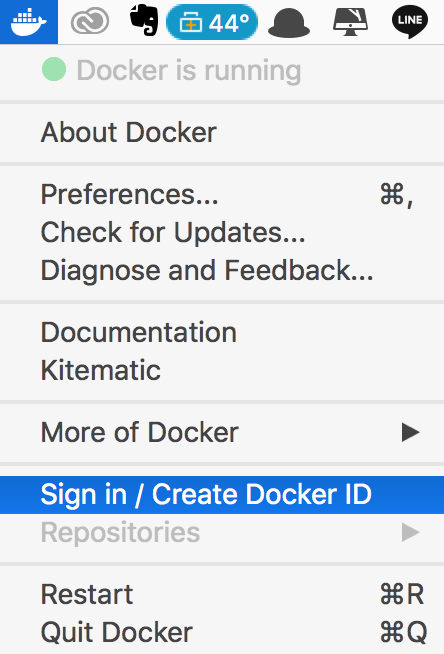 44°
LINE
Docker is running
About Docker
Preferences... ⌘,
Check for Updates...
Diagnose and Feedback...
Documentation
Kitematic
More of Docker ▶
Sign in / Create Docker ID
Repositories ▶
Restart ⌘R
Quit Docker ⌘Q